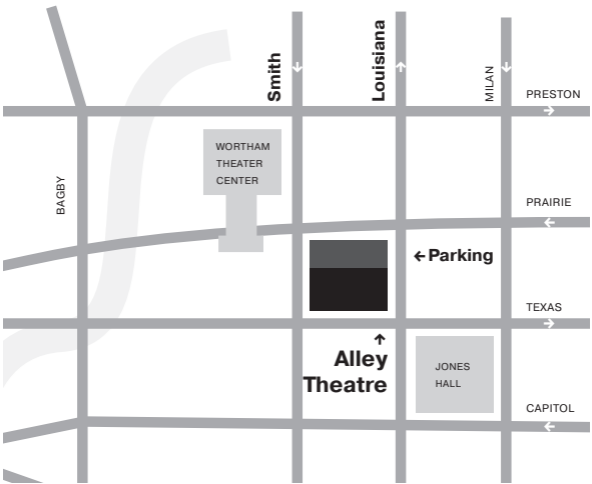 Smith
Louisiana
MILAN
PRESTON
WORTHAM
THEATER
CENTER
BAGBY
PRAIRIE
Parking
TEXAS
Alley
Theatre
JONES
HALL
CAPITOL